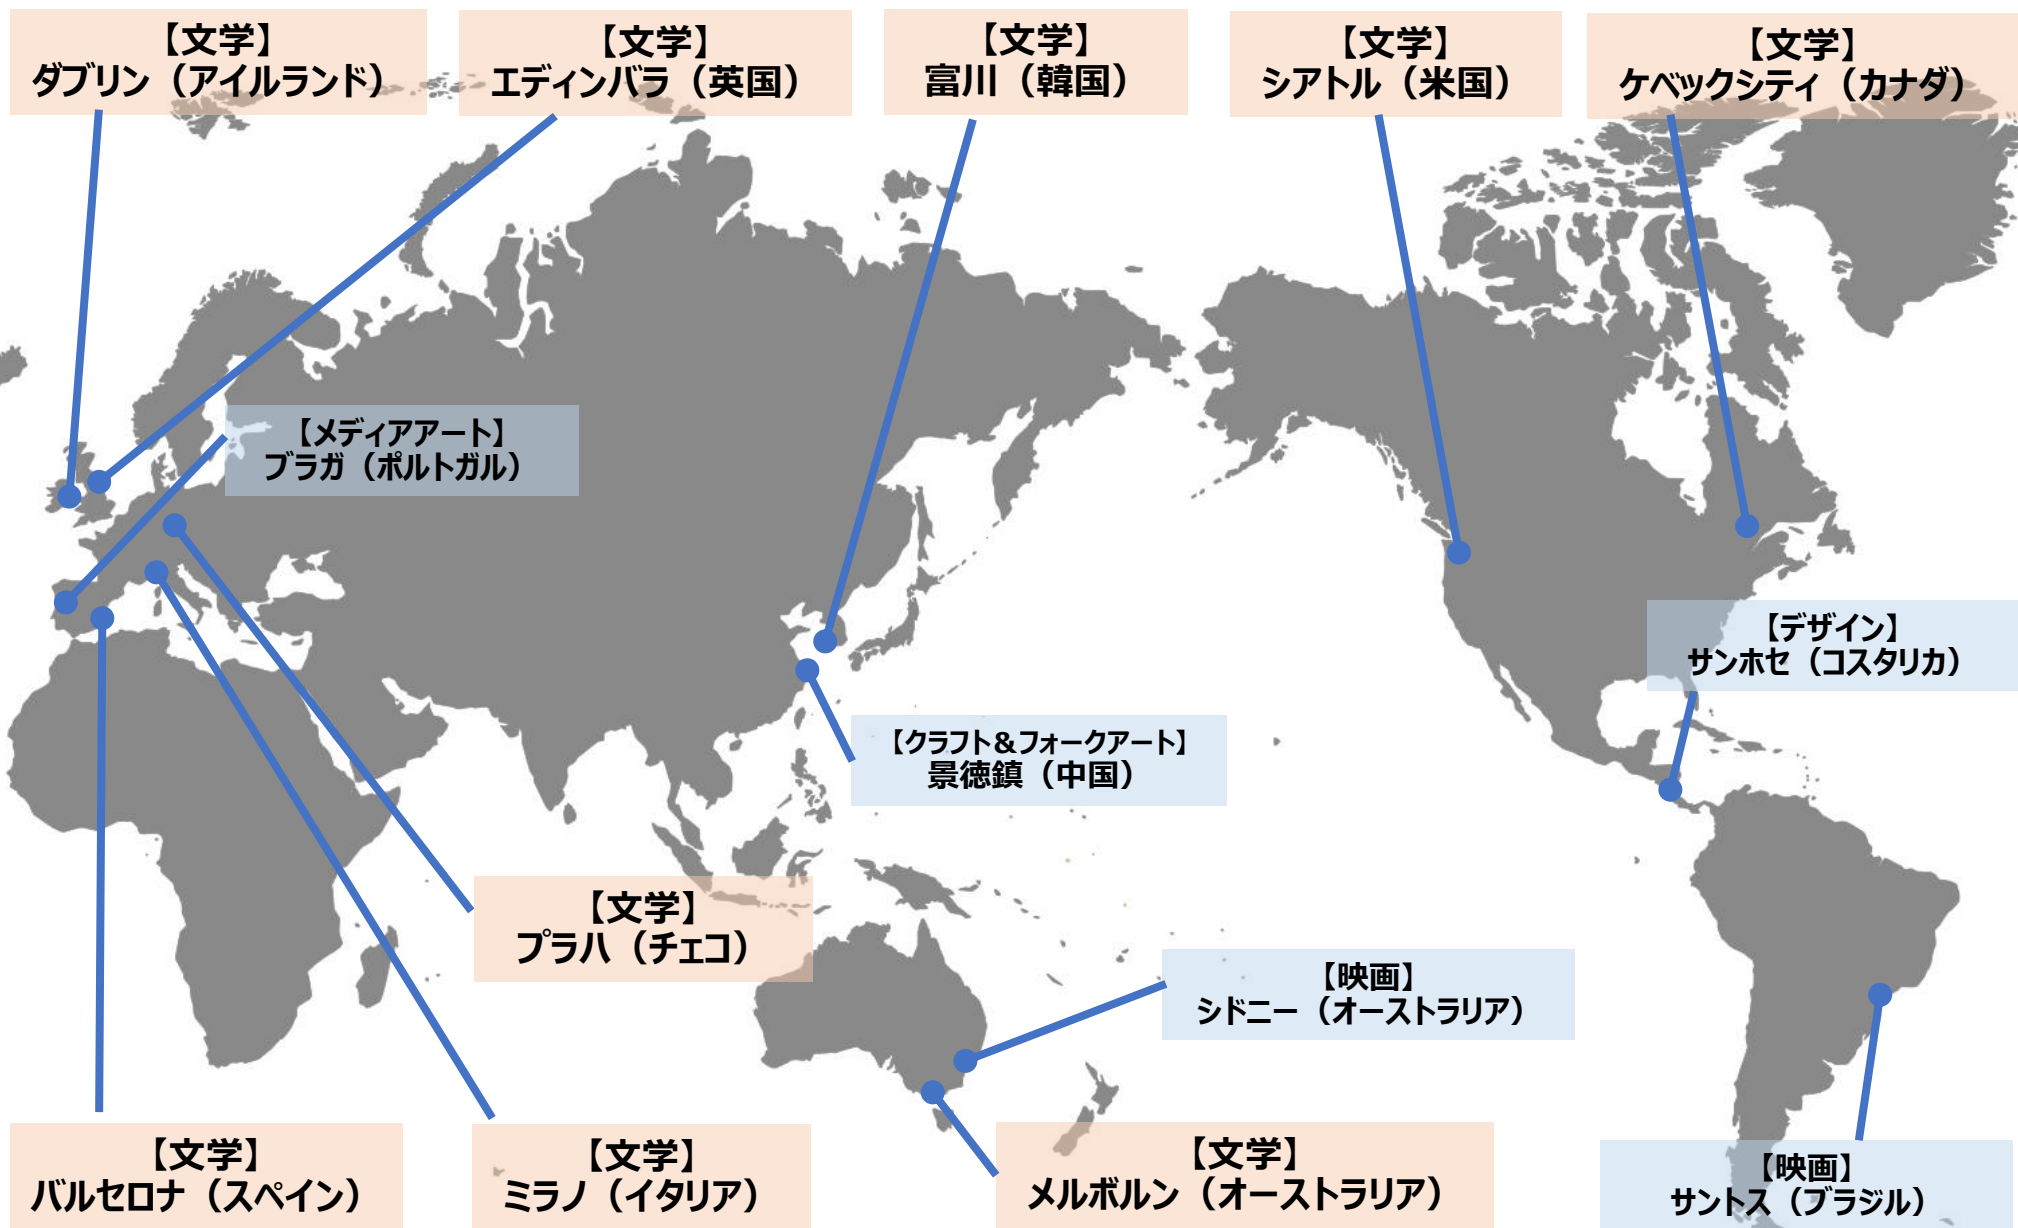 【文学】
ダブリン（アイルランド）
【文学】
エディンバラ（英国）
【文学】
富川（韓国）
【文学】
シアトル（米国）
【文学】
ケベックシティ（カナダ）
【メディアアート】
ブラガ（ポルトガル）
【デザイン】
サンホセ（コスタリカ）
【クラフト&フォークアート】
景徳鎮（中国）
【文学】
プラハ（チェコ）
【映画】
シドニー（オーストラリア）
【文学】
バルセロナ（スペイン）
【文学】
ミラノ（イタリア）
【文学】
メルボルン（オーストラリア）
【映画】
サントス（ブラジル）